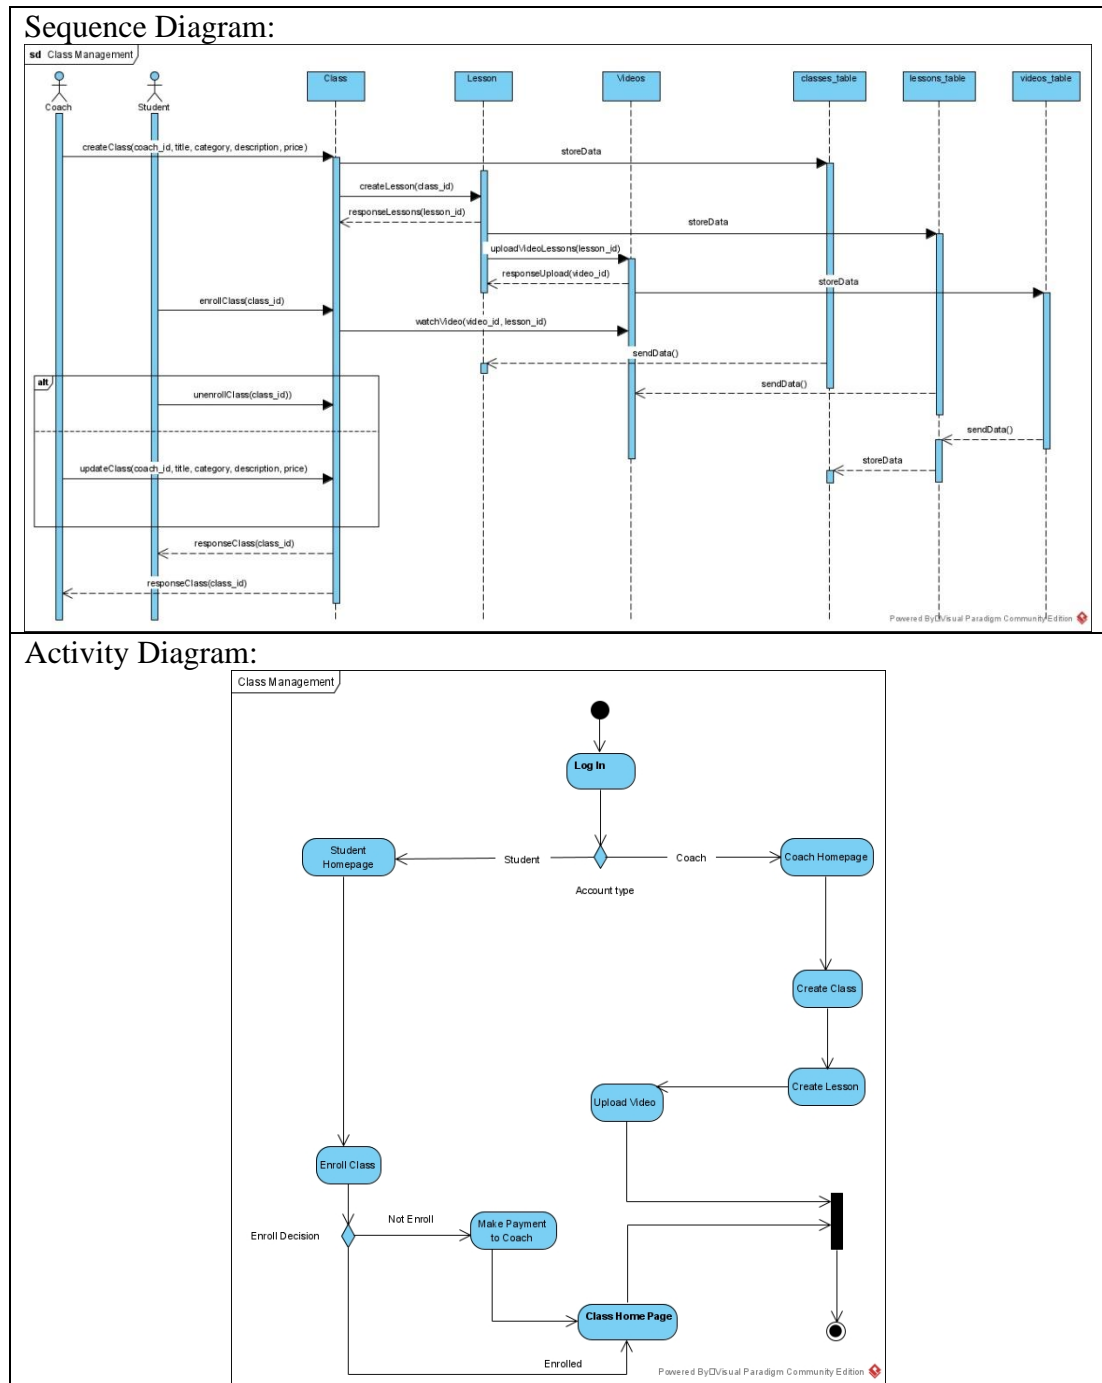 Sequence Diagram:
sd Class Management
Coach
Student
Class
Lesson
Videos
classes_table
lessons_table
videos_table
createClass(coach_id, title, category, description, price)
storeData
createLesson(class_id)
responseLessons(lesson_id)
storeData
uploadVideoLessons(lesson_id)
responseUpload(video_id)
storeData
enrollClass(class_id)
watchVideo(video_id, lesson_id)
sendData()
alt
sendData()
unenrollClass(class_id))
sendData()
storeData
updateClass(coach_id, title, category, description, price)
responseClass(class_id)
responseClass(class_id)
Powered By Visual Paradigm Community Edition
Activity Diagram:
Class Management
Log In
Student
Homepage
Student
Coach
Coach Homepage
Account type
Create Class
Create Lesson
Upload Video
Enroll Class
Not Enroll
Make Payment
to Coach
Enroll Decision
Class Home Page
Enrolled
Powered By Visual Paradigm Community Edition